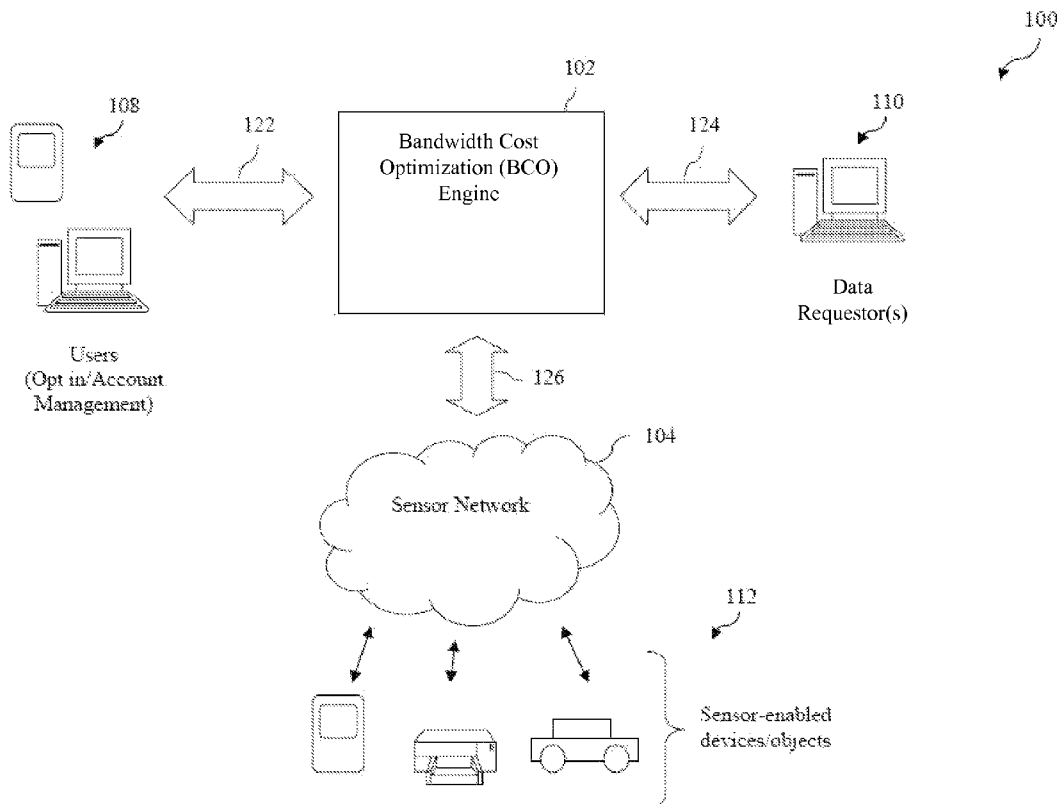 100
102
108
110
122
124
Bandwidth Cost
Optimization (BCO)
Engine
Data
Requestor(s)
Users
(Opt in/Account
Management)
126
104
Sensor Network
112
Sensor-enabled
devices/objects